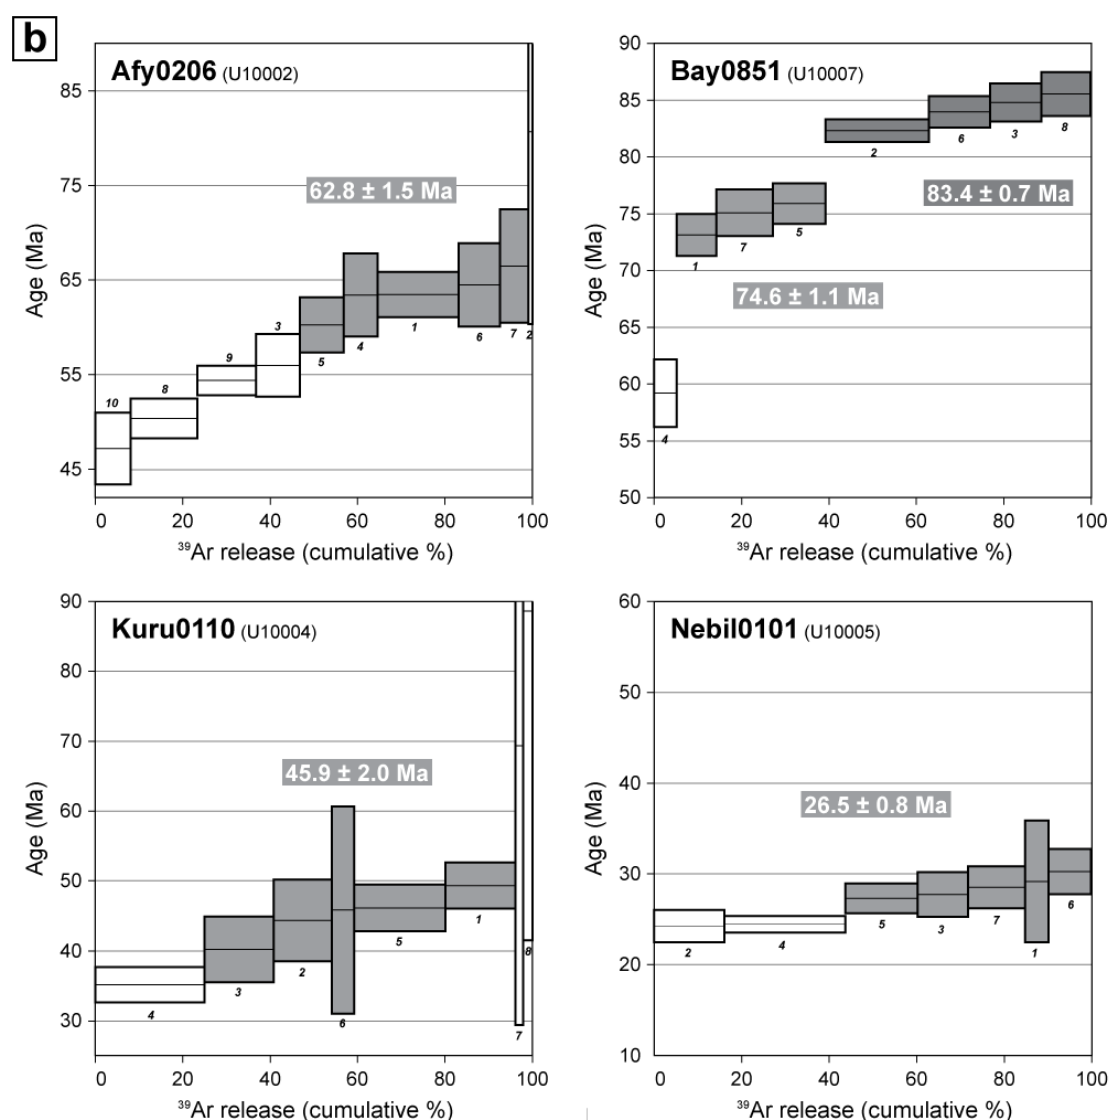 b
Afy0206 (U10002)
85
75
65
55
45
Age (Ma)
62.8 ± 1.5 Ma
10
8
9
3
5
4
1
6
7
2
0 20 40 60 80 100
³⁹Ar release (cumulative %)
Bay0851 (U10007)
90
85
80
75
70
65
60
55
50
Age (Ma)
83.4 ± 0.7 Ma
74.6 ± 1.1 Ma
4
1
7
5
2
6
3
8
0 20 40 60 80 100
³⁹Ar release (cumulative %)
Kuru0110 (U10004)
90
80
70
60
50
40
30
Age (Ma)
45.9 ± 2.0 Ma
4
3
2
6
5
1
7
8
0 20 40 60 80 100
³⁹Ar release (cumulative %)
Nebil0101 (U10005)
60
50
40
30
20
10
Age (Ma)
26.5 ± 0.8 Ma
2
4
5
3
7
1
6
0 20 40 60 80 100
³⁹Ar release (cumulative %)